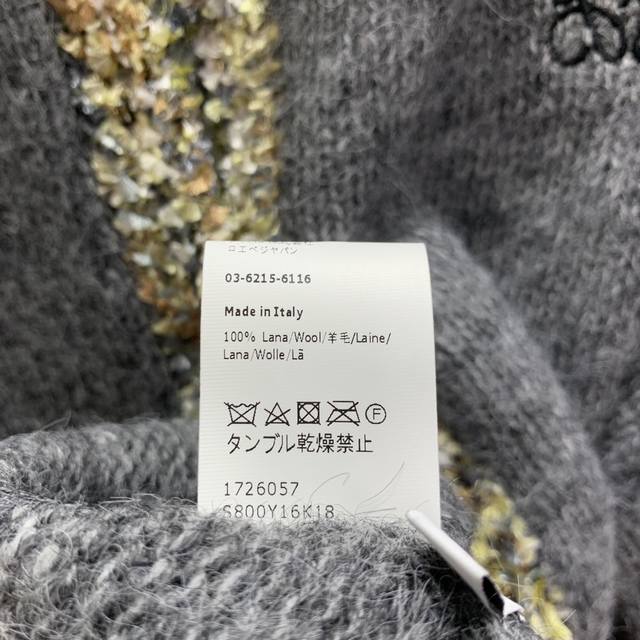 ロエベジャパン
03-6215-6116
Made in Italy
100% Lana/Wool/羊毛/Laine/
Lana/Wolle/Lã
F
タンブル乾燥禁止
1726057
S800Y16K18